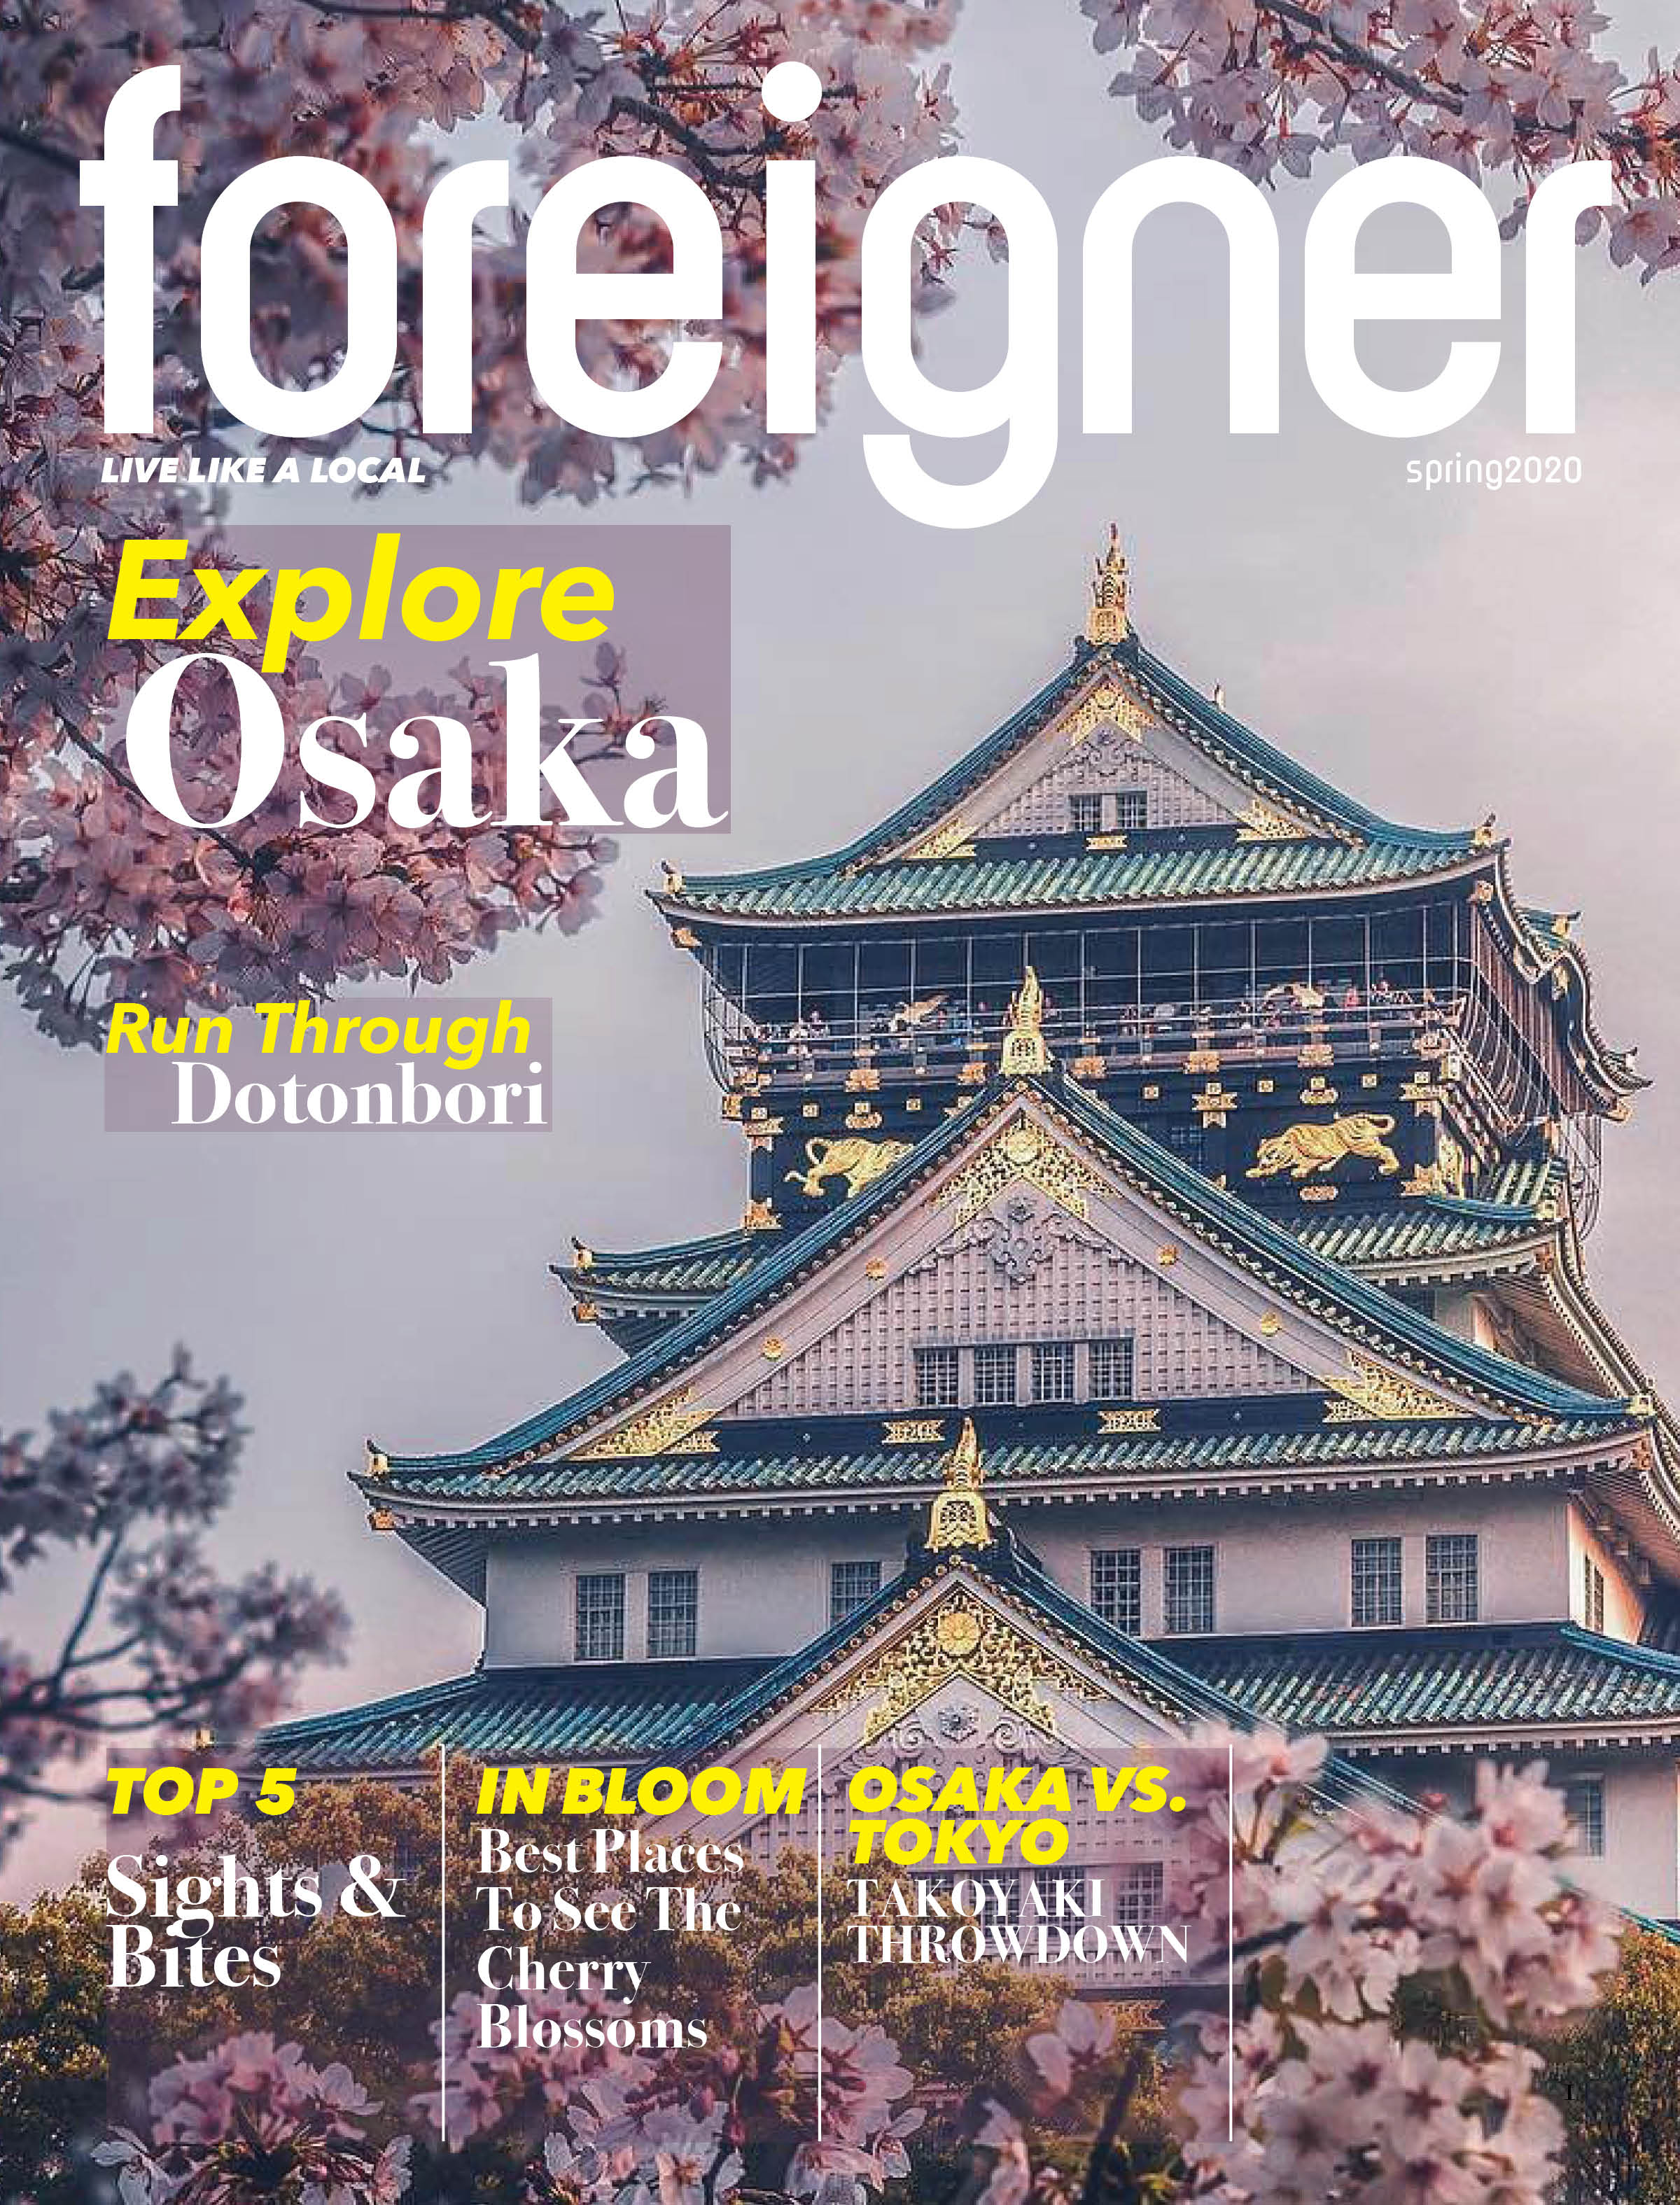 foreigner
LIVE LIKE A LOCAL
spring2020
Explore
Osaka
Run Through
Dotonbori
TOP 5
Sights &
Bites
IN BLOOM
Best Places
To See The
Cherry
Blossoms
OSAKA VS.
TOKYO
TAKOYAKI
THROWDOWN
1